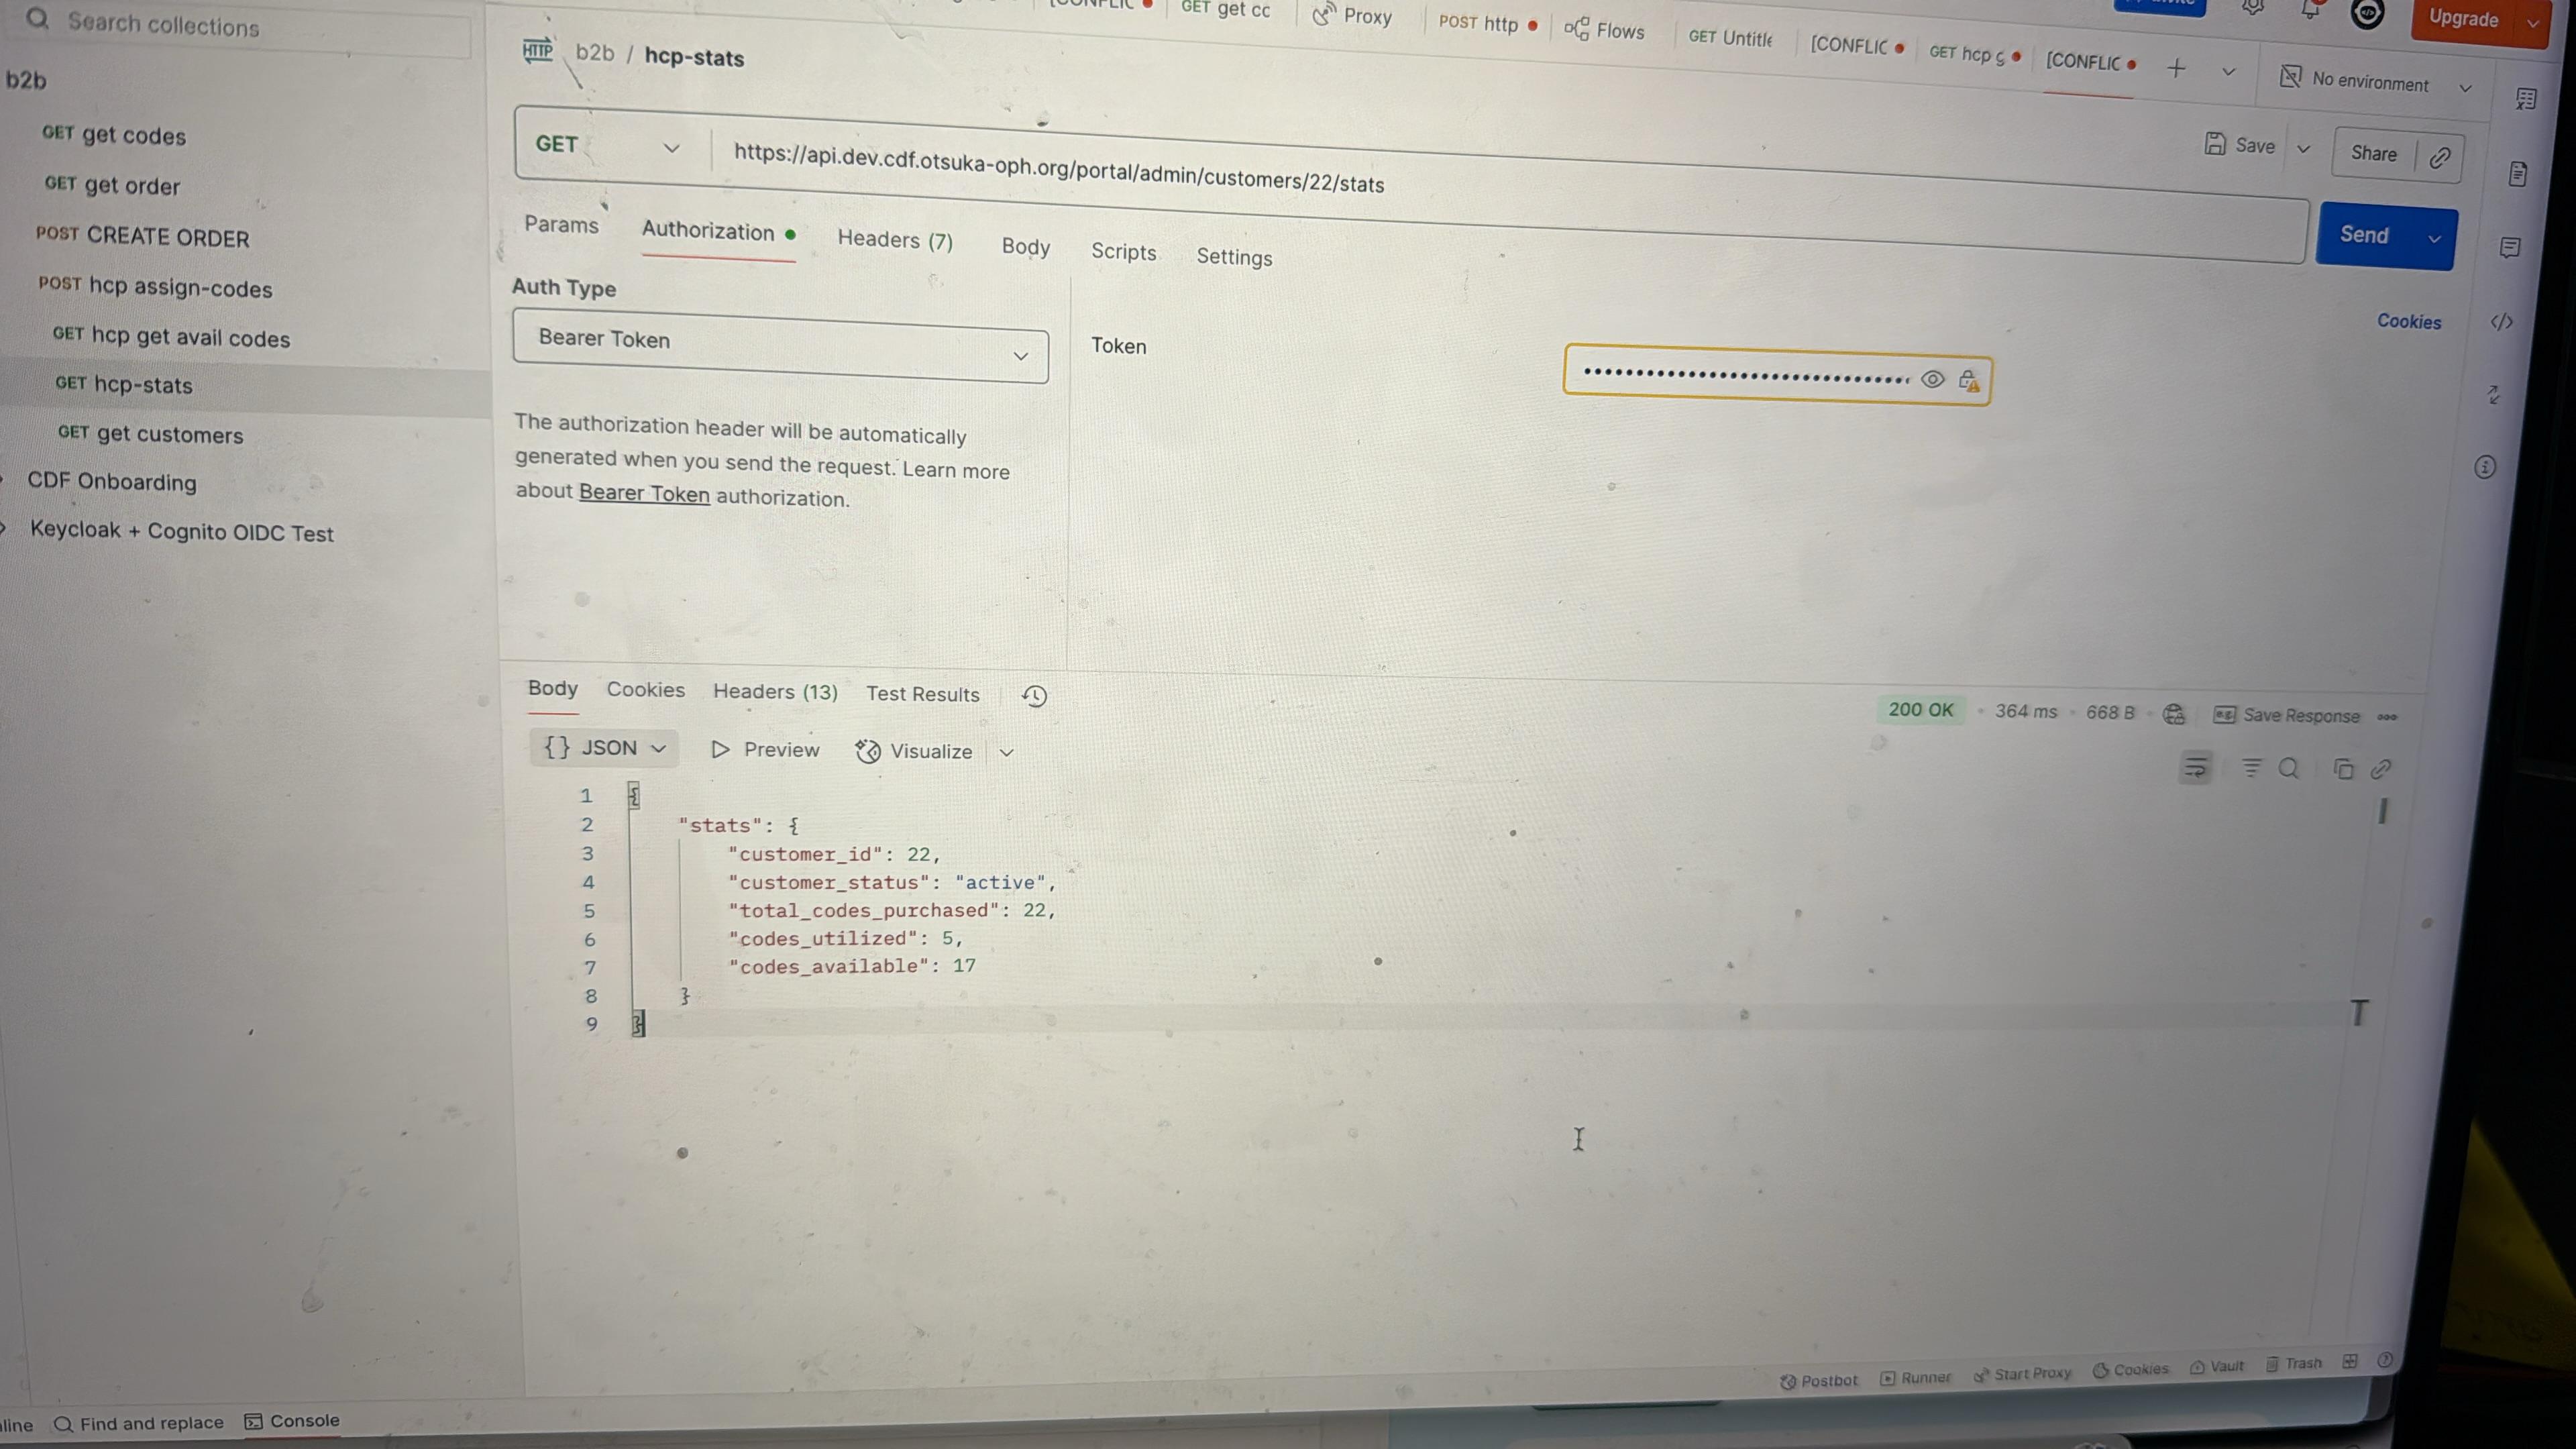 Search collections
b2b
GET get codes
GET get order
POST CREATE ORDER
POST hcp assign-codes
GET hcp get avail codes
GET hcp-stats
GET get customers
CDF Onboarding
Keycloak + Cognito OIDC Test
GET get cc
Proxy
POST http
Flows
GET Untitle
[CONFLIC
GET hcp g
[CONFLIC
No environment
Upgrade
HTTP b2b / hcp-stats
Save
Share
GET https://api.dev.cdf.otsuka-oph.org/portal/admin/customers/22/stats
Send
Params Authorization Headers (7) Body Scripts Settings
Cookies
Auth Type
Bearer Token
Token
The authorization header will be automatically
generated when you send the request. Learn more
about Bearer Token authorization.
Body Cookies Headers (13) Test Results
200 OK 364 ms 668 B Save Response
{} JSON Preview Visualize
1 {
2 "stats": {
3 "customer_id": 22,
4 "customer_status": "active",
5 "total_codes_purchased": 22,
6 "codes_utilized": 5,
7 "codes_available": 17
8 }
9 }
Postbot Runner Start Proxy Cookies Vault Trash
Find and replace Console